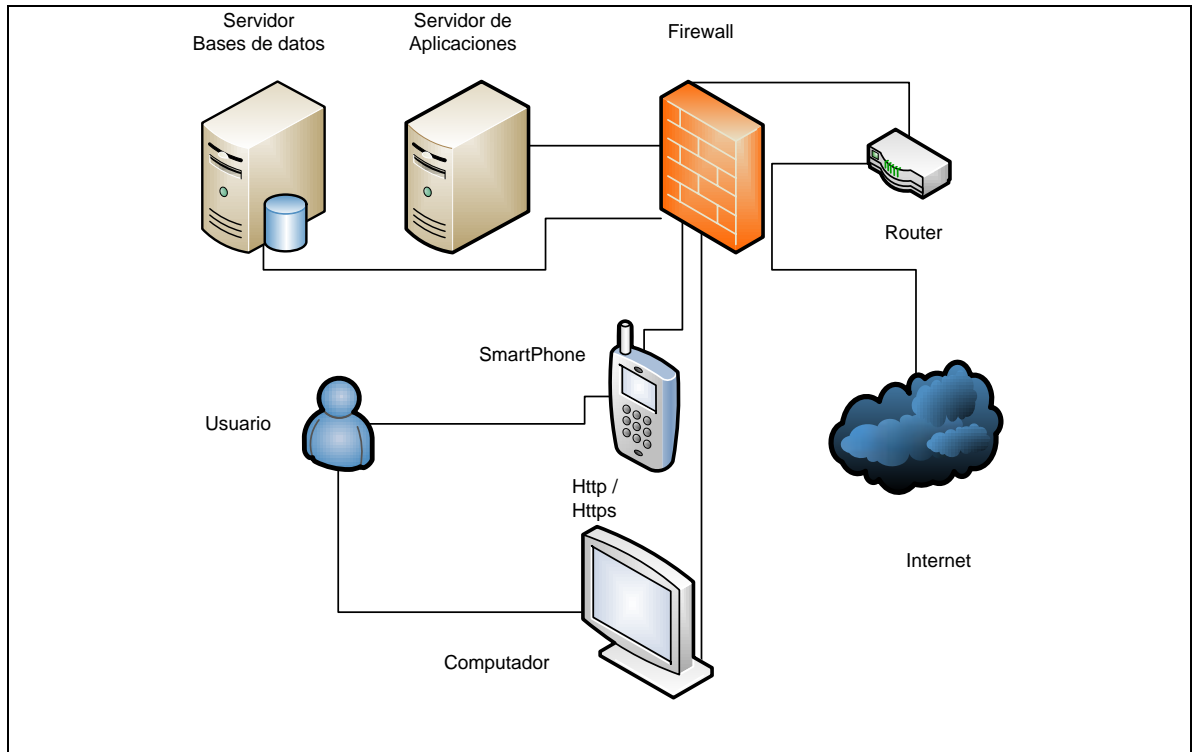 Servidor
Bases de datos
Servidor de
Aplicaciones
Firewall
Router
SmartPhone
Usuario
Http /
Https
Internet
Computador